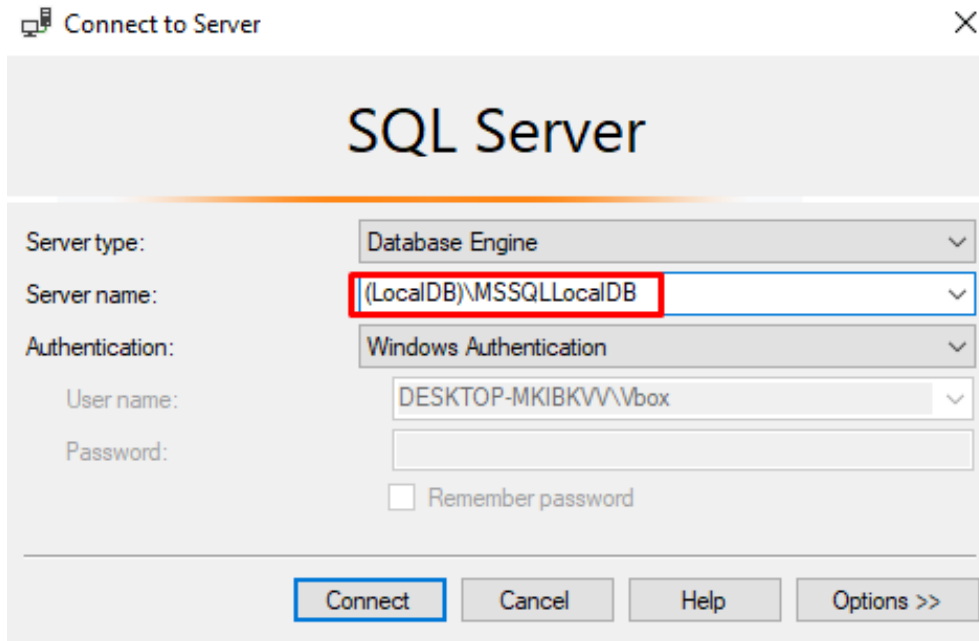 Connect to Server
SQL Server
Server type: Database Engine
Server name: (LocalDB)\MSSQLLocalDB
Authentication: Windows Authentication
User name: DESKTOP-MKIBKVV\Vbox
Password:
Remember password
Connect Cancel Help Options >>